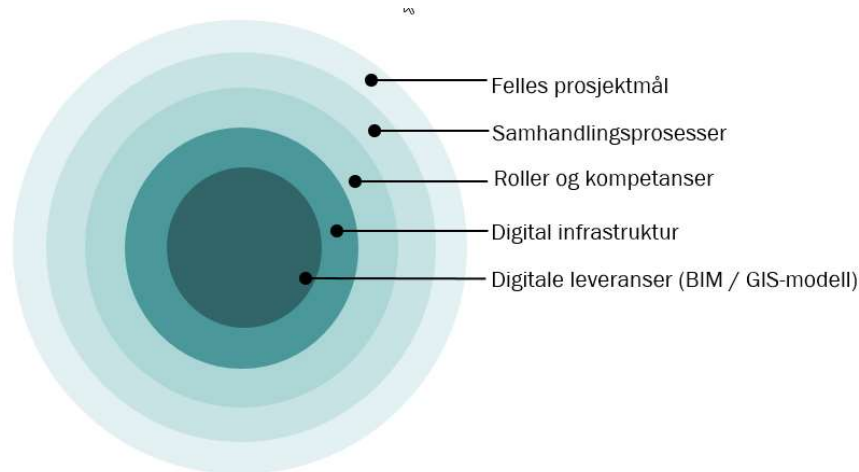 Felles prosjektmål
Samhandlingsprosesser
Roller og kompetanser
Digital infrastruktur
Digitale leveranser (BIM / GIS-modell)